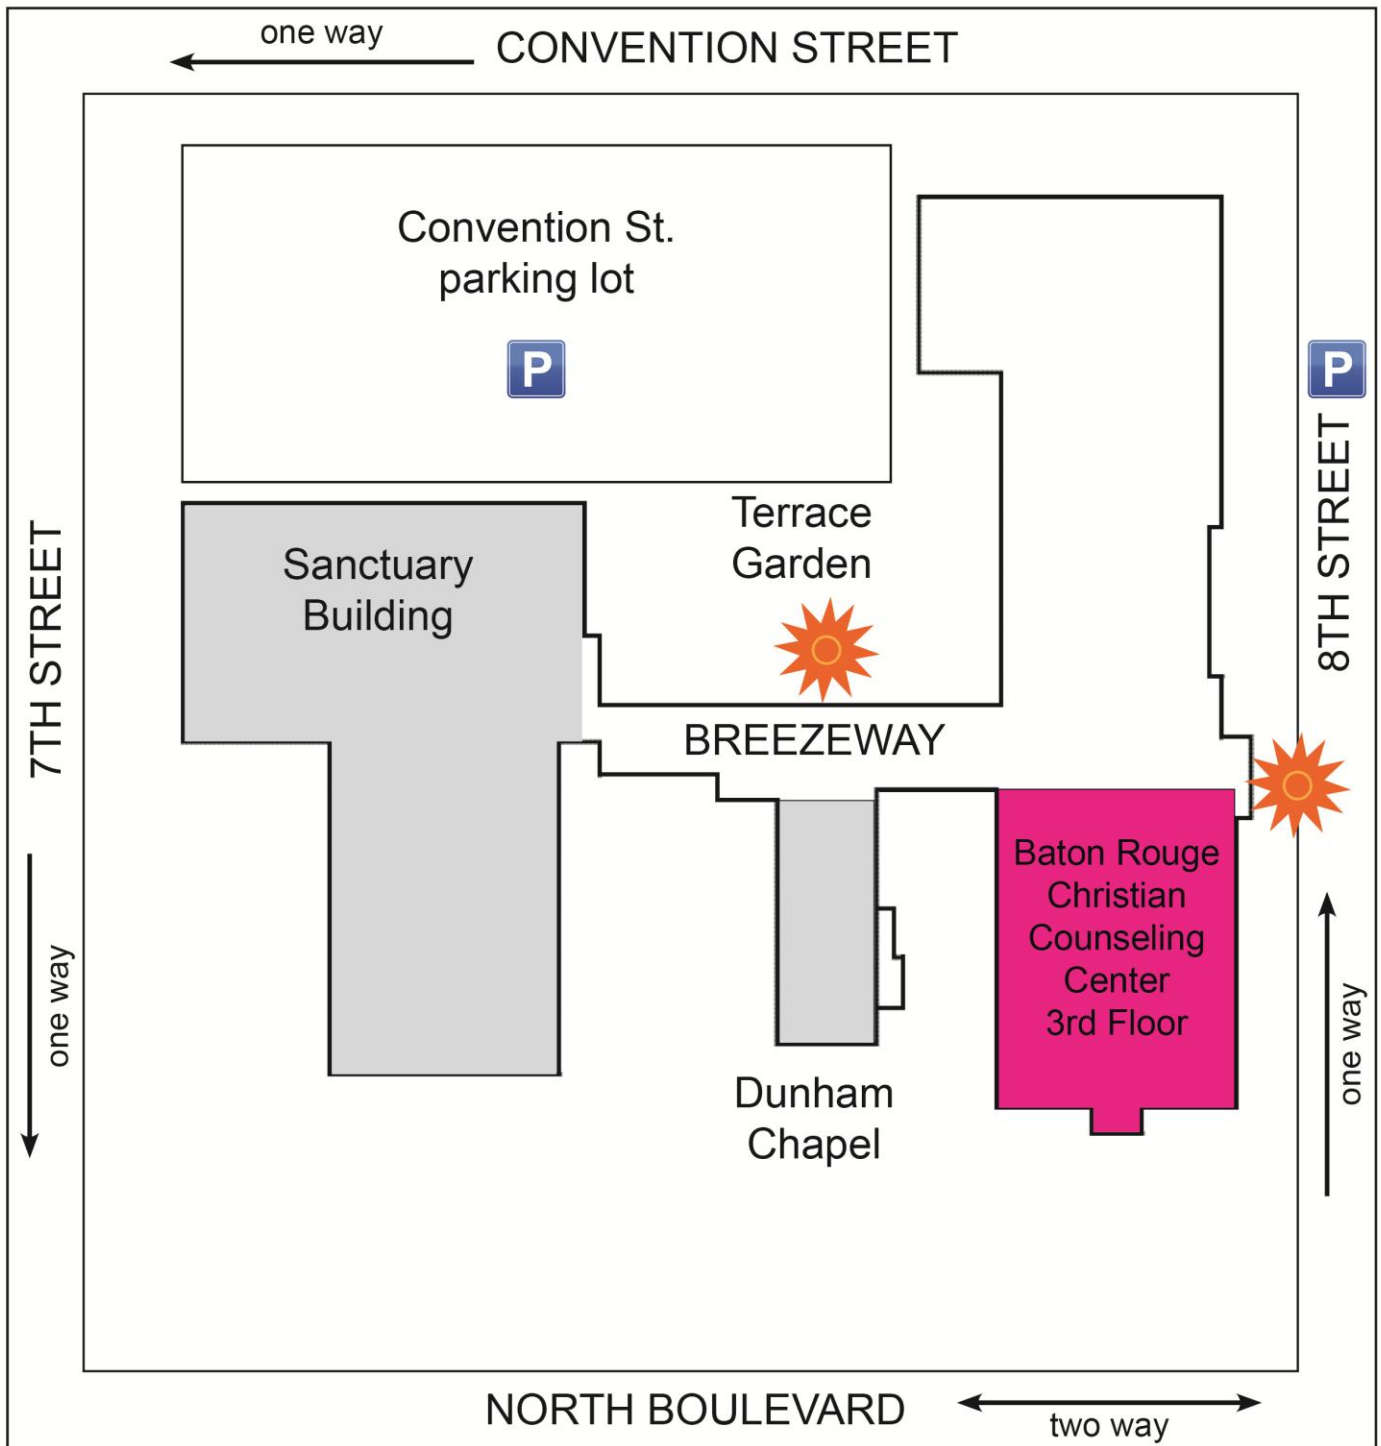 one way
CONVENTION STREET
Convention St.
parking lot
P
P
8TH STREET
Terrace
Garden
Sanctuary
Building
7TH STREET
BREEZEWAY
Baton Rouge
Christian
Counseling
Center
3rd Floor
one way
one way
Dunham
Chapel
NORTH BOULEVARD
two way